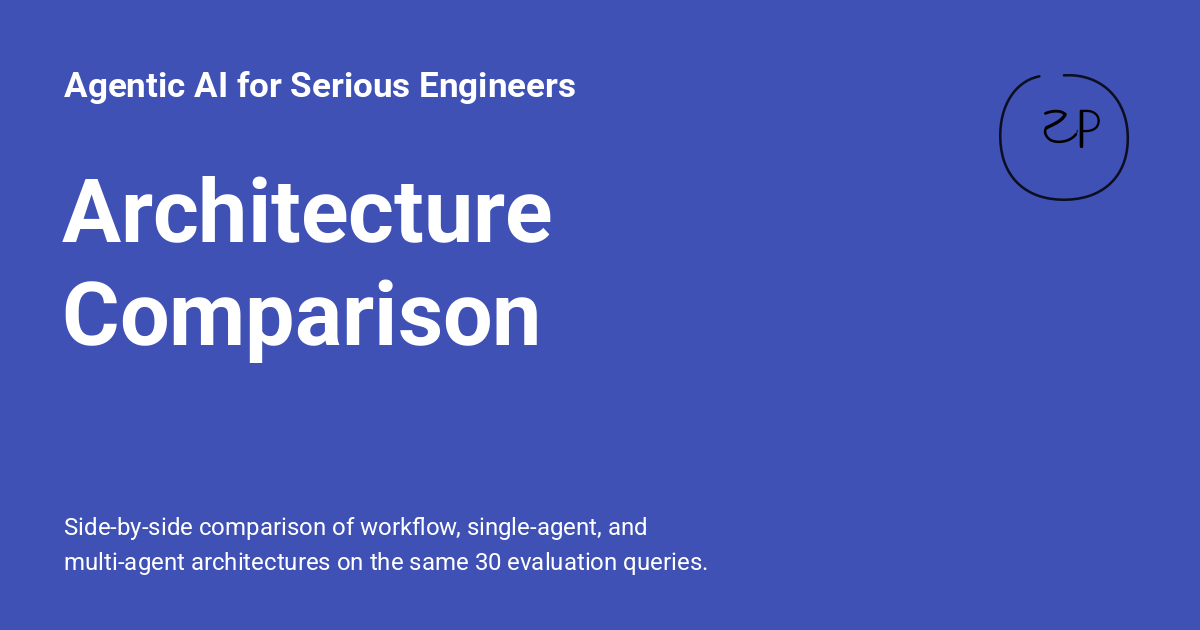 Agentic AI for Serious Engineers
Architecture
Comparison
Side-by-side comparison of workflow, single-agent, and
multi-agent architectures on the same 30 evaluation queries.